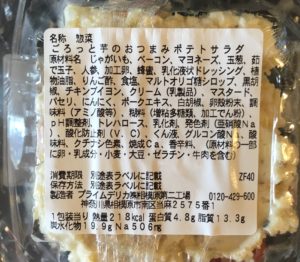 名称 惣菜
ごろっと芋のおつまみポテトサラダ
原材料名 じゃがいも、ベーコン、マヨネーズ、玉葱、茹
で玉子、人参、加工卵、蜂蜜、乳化液状ドレッシング、植
物油脂、りんご酢、食塩、マルトオリゴ糖シロップ、黒胡
椒、チキンブイヨン、クリーム(乳製品)、マスタード、
パセリ、にんにく、ポークエキス、白胡椒、卵殻粉末、調
味料(アミノ酸等)、糊料(増粘多糖類、加工でん粉)、
pH調整剤、トレハロース、乳化剤、発色剤(亜硝酸N
a)、酸化防止剤(V.C)、くん液、グルコン酸Na、酸
味料、クチナシ色素、焼成Ca、香辛料、(原材料の一部
に卵・乳成分・小麦・大豆・ゼラチン・牛肉を含む)
消費期限 別途表ラベルに記載 ZF40
保存方法 別途表ラベルに記載
製造者 プライムデリカ㈱相模原第二工場 0120-429-600
神奈川県相模原市南区当麻2575番1
1包装当り 熱量218kcal 蛋白質4.8g 脂質13.3g
炭水化物19.9g Na506mg